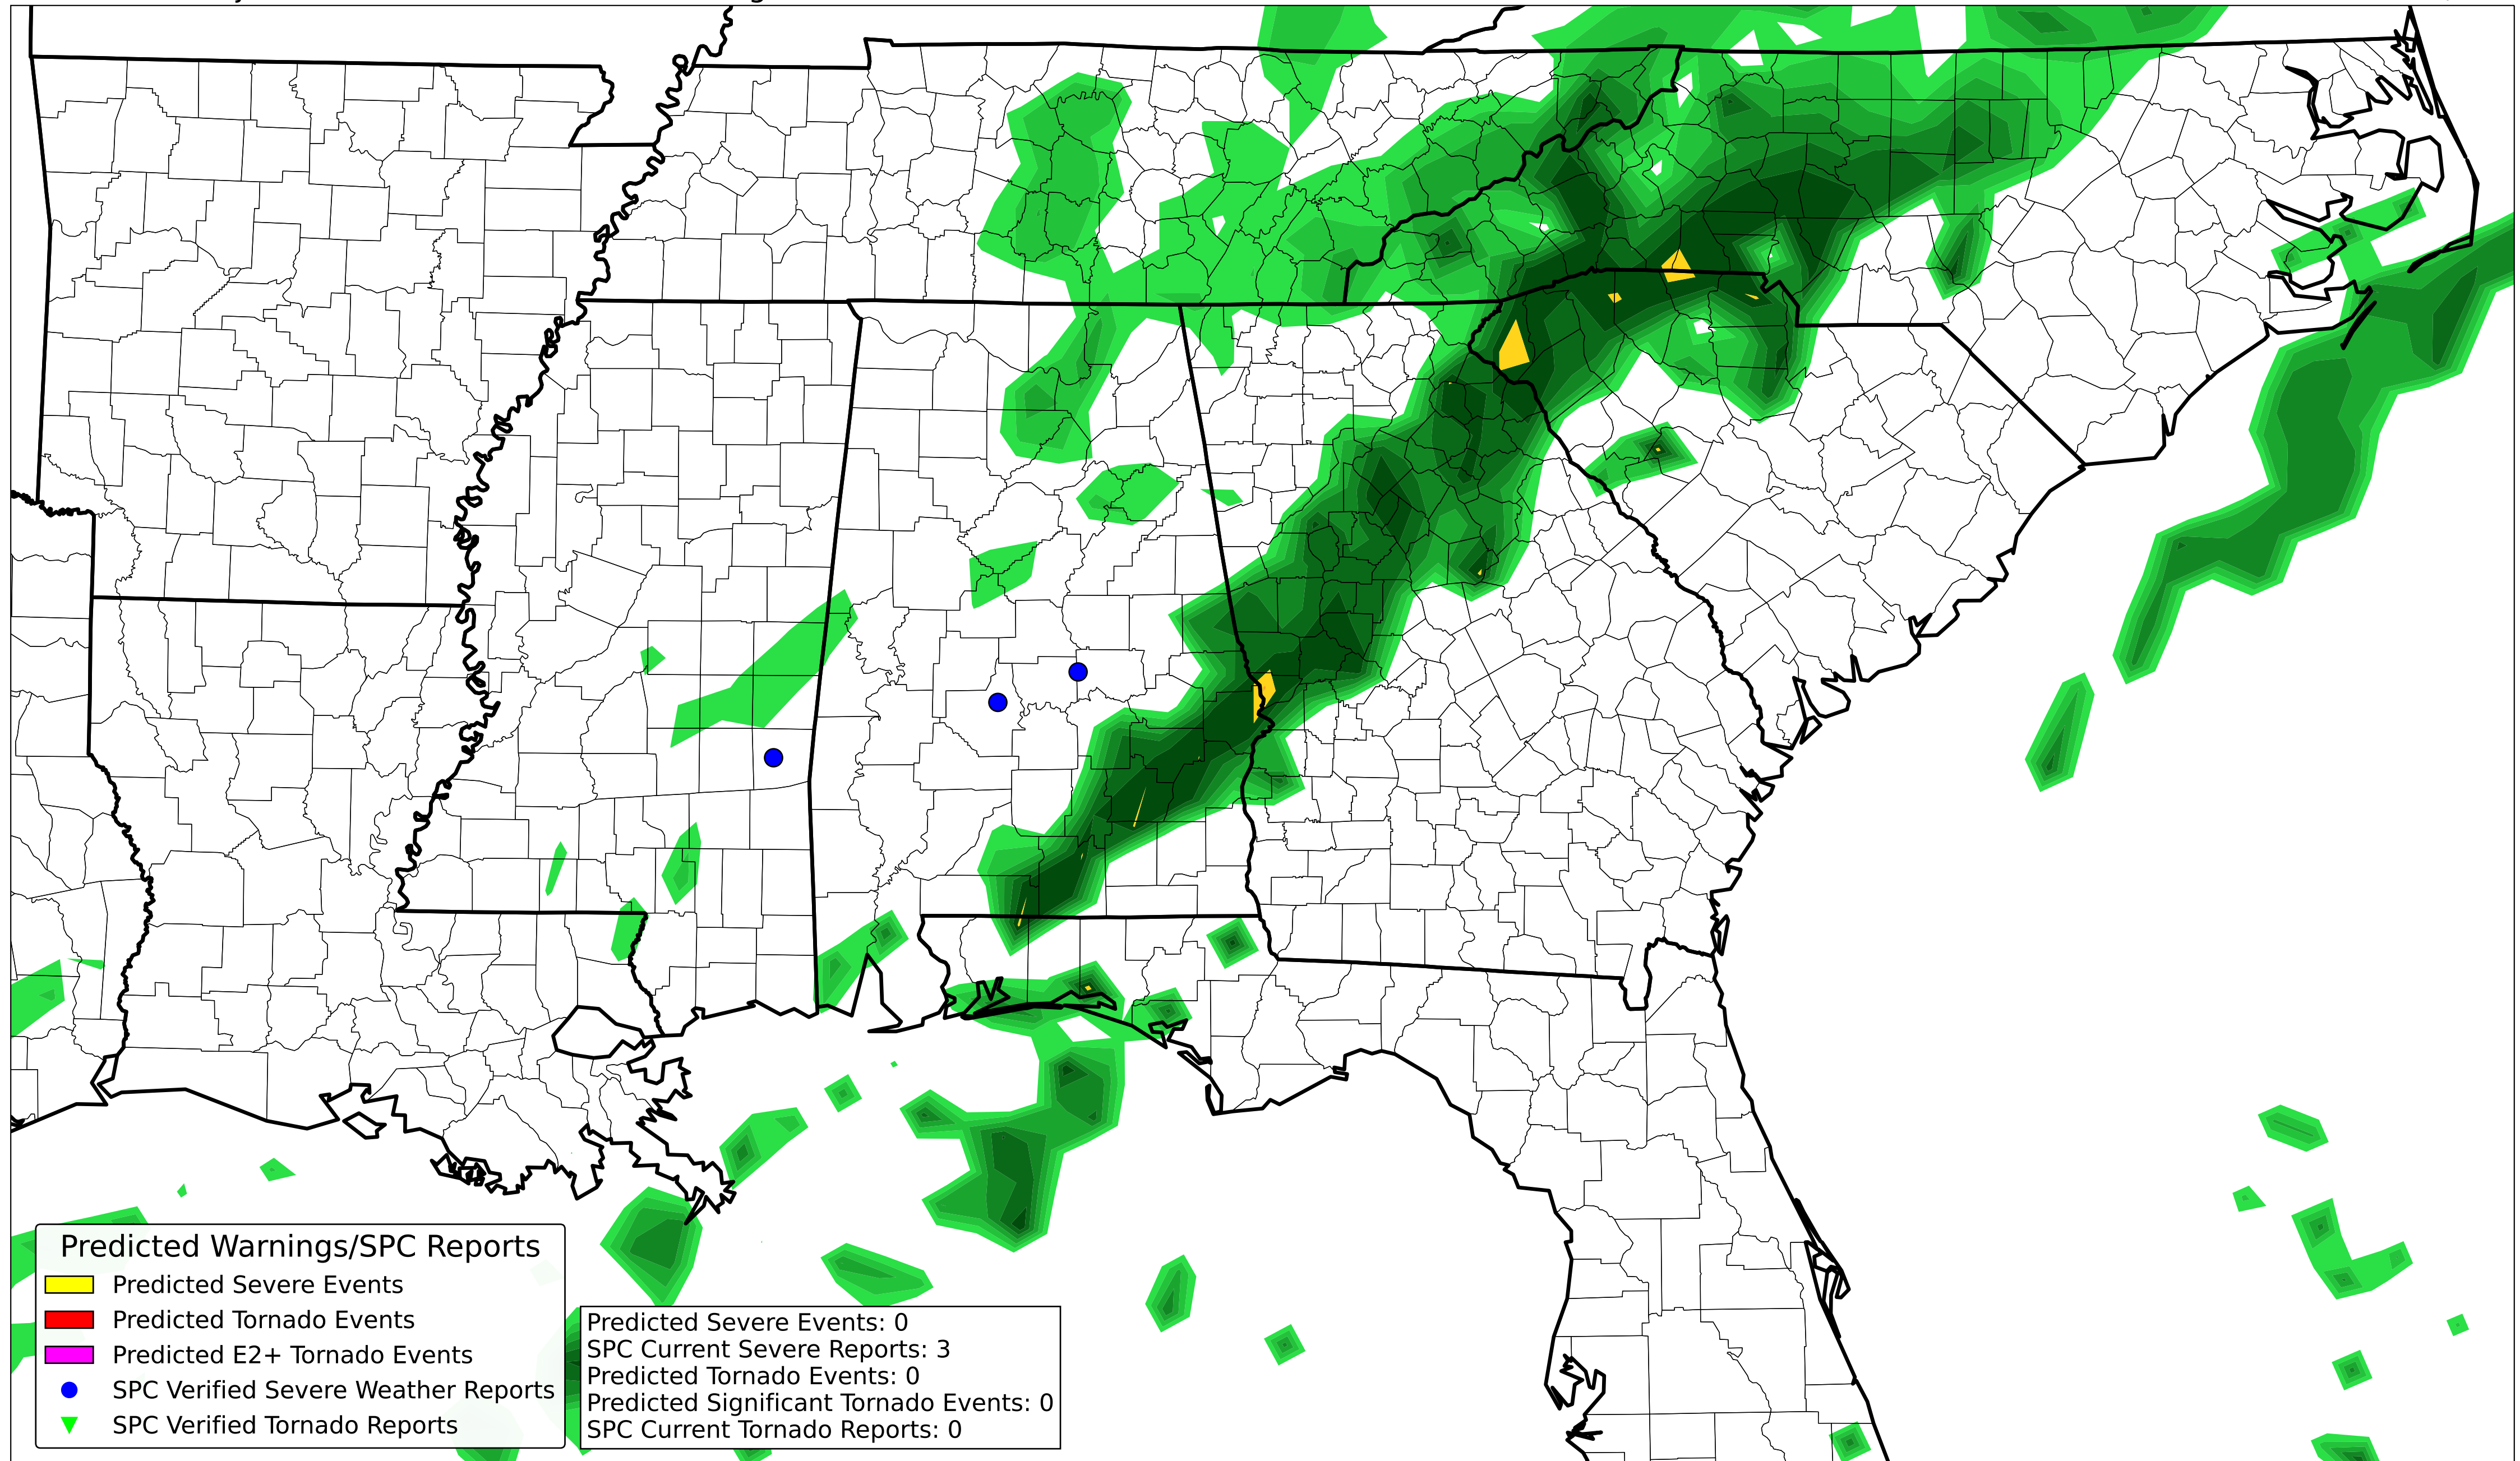 Predicted Warnings/SPC Reports
Predicted Severe Events
Predicted Tornado Events
Predicted E2+ Tornado Events
SPC Verified Severe Weather Reports
SPC Verified Tornado Reports
Predicted Severe Events: 0
SPC Current Severe Reports: 3
Predicted Tornado Events: 0
Predicted Significant Tornado Events: 0
SPC Current Tornado Reports: 0